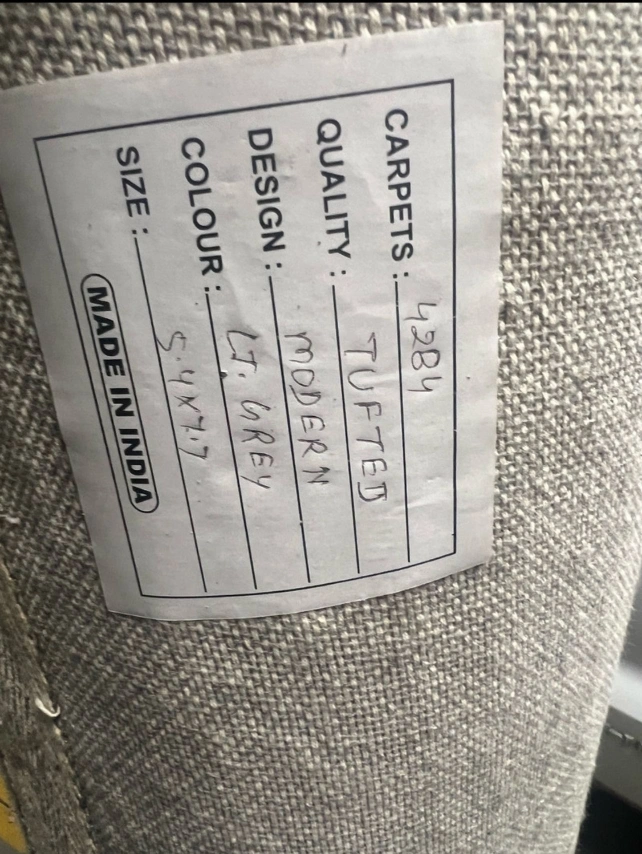 CARPETS : 4284
QUALITY : TUFTED
DESIGN : MODERN
COLOUR : LT. GREY
SIZE : 5.4X7.7
MADE IN INDIA